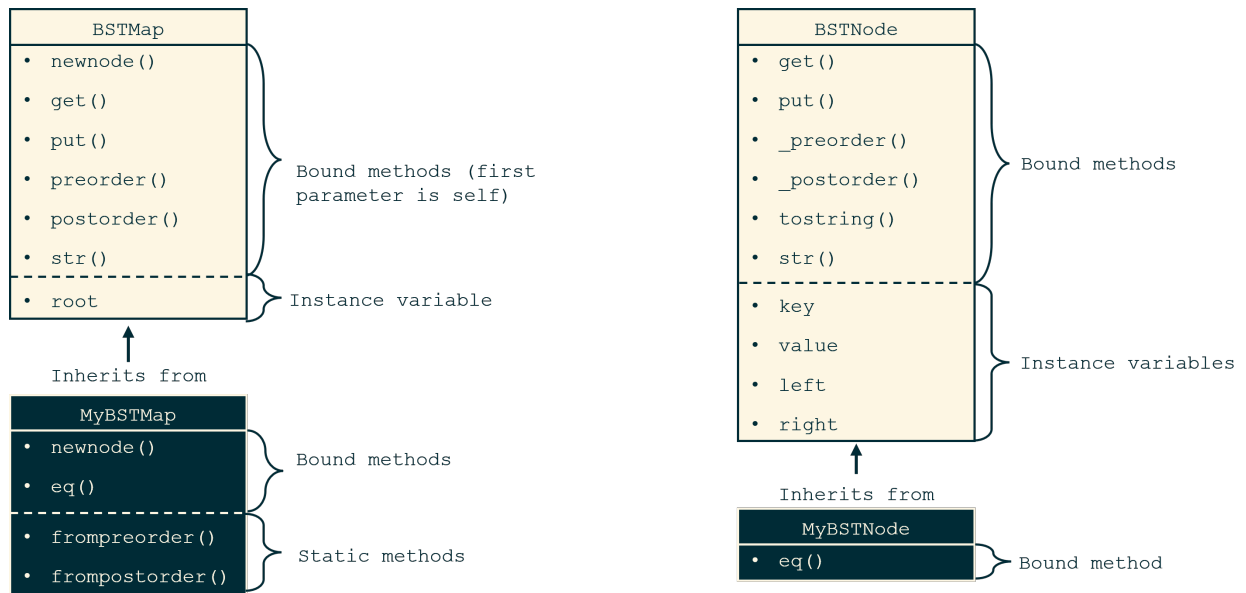 BSTMap
• newnode()
• get()
• put()
• preorder()
• postorder()
• str()
• root
Bound methods (first
parameter is self)
Instance variable
Inherits from
MyBSTMap
• newnode()
• eq()
• frompreorder()
• frompostorder()
Bound methods
Static methods
BSTNode
• get()
• put()
• _preorder()
• _postorder()
• tostring()
• str()
• key
• value
• left
• right
Bound methods
Instance variables
Inherits from
MyBSTNode
• eq()
Bound method